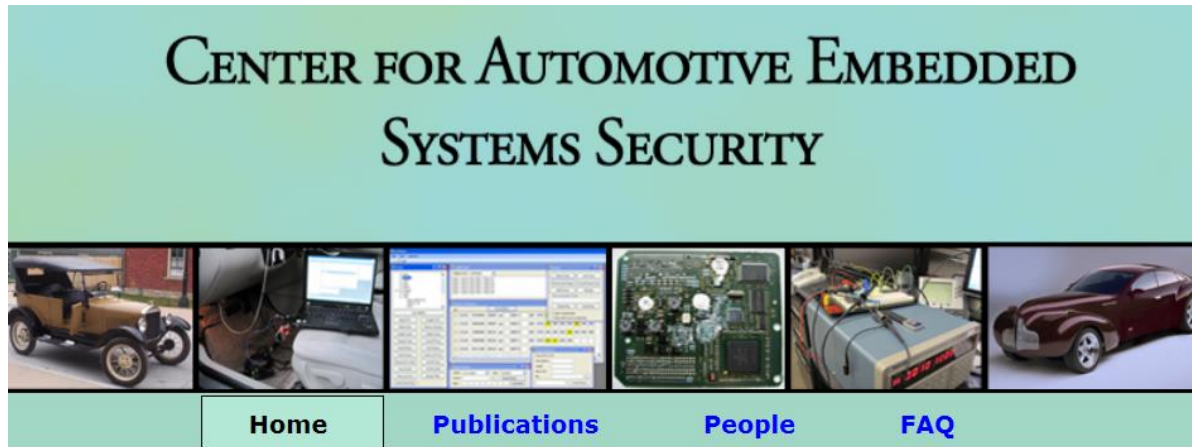 CENTER FOR AUTOMOTIVE EMBEDDED
SYSTEMS SECURITY
Home Publications People FAQ